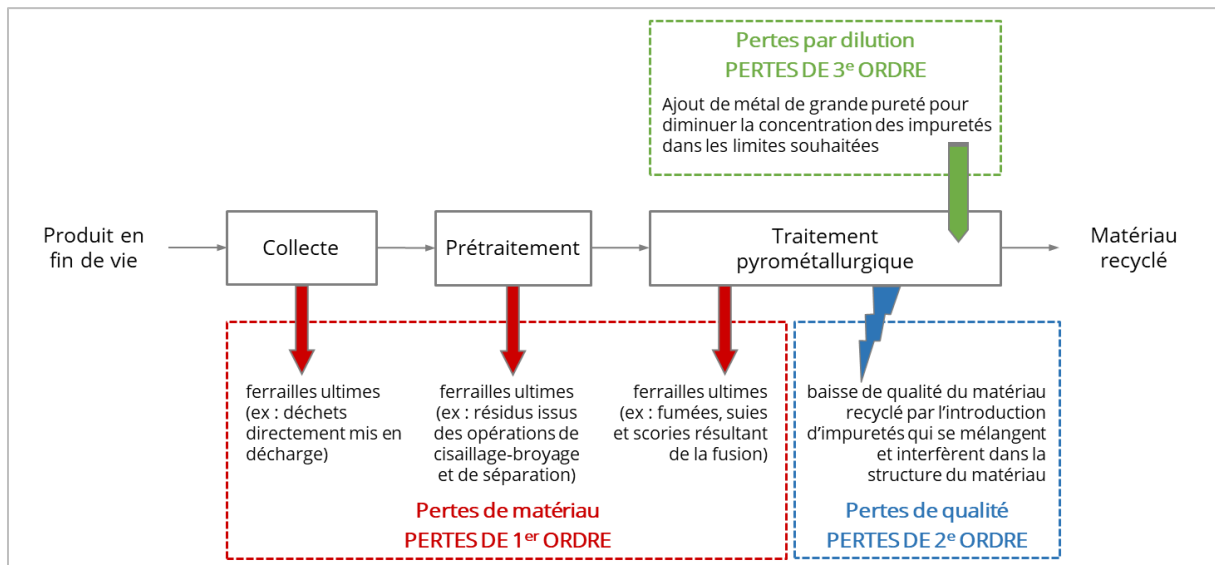 Pertes par dilution
PERTES DE 3e ORDRE
Ajout de métal de grande pureté pour
diminuer la concentration des impuretés
dans les limites souhaitées
Produit en
fin de vie
Collecte
Prétraitement
Traitement
pyrométallurgique
Matériau
recyclé
ferrailles ultimes
(ex : déchets
directement mis en
décharge)
ferrailles ultimes
(ex : résidus issus
des opérations de
cisaillage-broyage
et de séparation)
ferrailles ultimes
(ex : fumées, suies
et scories résultant
de la fusion)
Pertes de matériau
PERTES DE 1er ORDRE
baisse de qualité du matériau
recyclé par l’introduction
d’impuretés qui se mélangent
et interfèrent dans la
structure du matériau
Pertes de qualité
PERTES DE 2e ORDRE